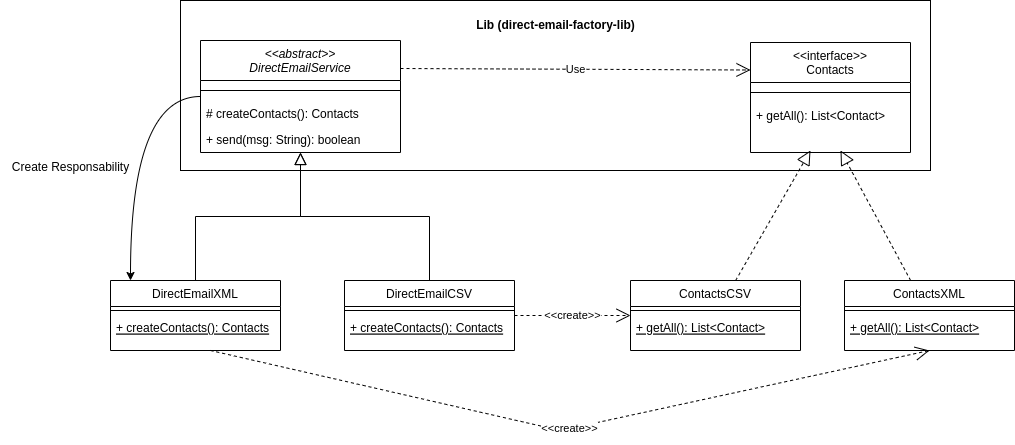 Lib (direct-email-factory-lib)
<<abstract>>
DirectEmailService
# createContacts(): Contacts
+ send(msg: String): boolean
Use
<<interface>>
Contacts
+ getAll(): List<Contact>
Create Responsability
DirectEmailXML
+ createContacts(): Contacts
DirectEmailCSV
+ createContacts(): Contacts
<<create>>
ContactsCSV
+ getAll(): List<Contact>
ContactsXML
+ getAll(): List<Contact>
<<create>>